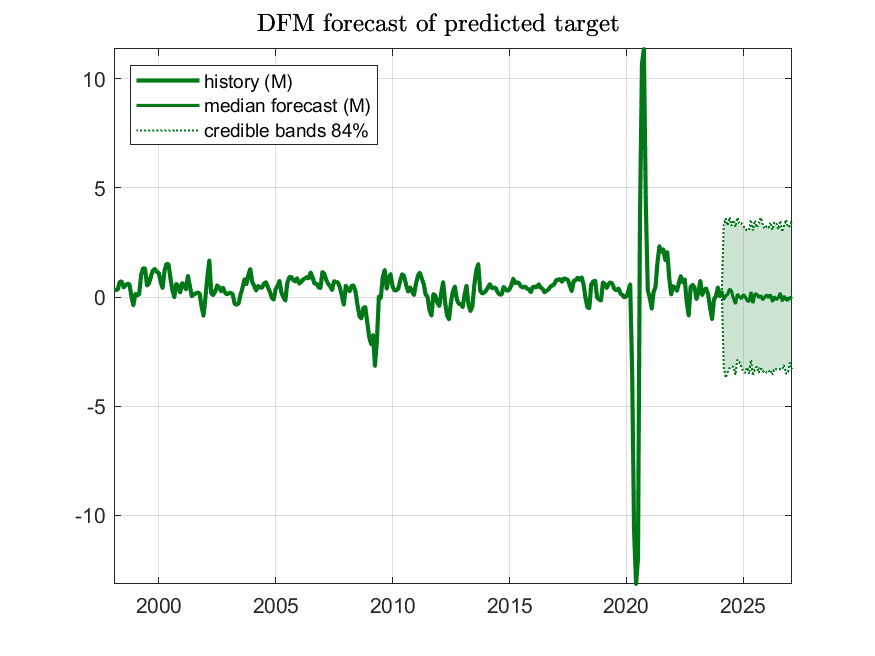 DFM forecast of predicted target
history (M)
median forecast (M)
credible bands 84%
10
5
0
-5
-10
2000 2005 2010 2015 2020 2025